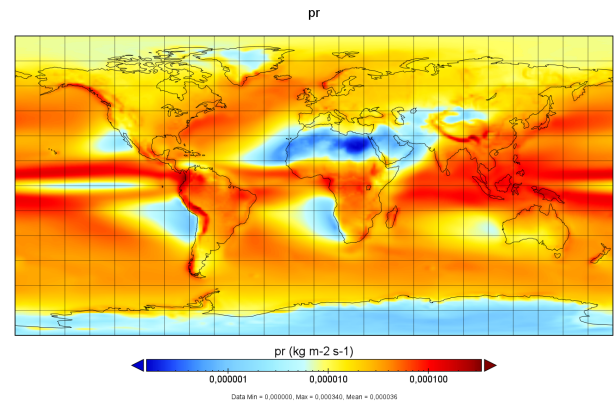 pr
pr (kg m-2 s-1)
0,000001 0,000010 0,000100
Data Min = 0,000000, Max = 0,000340, Mean = 0,000036